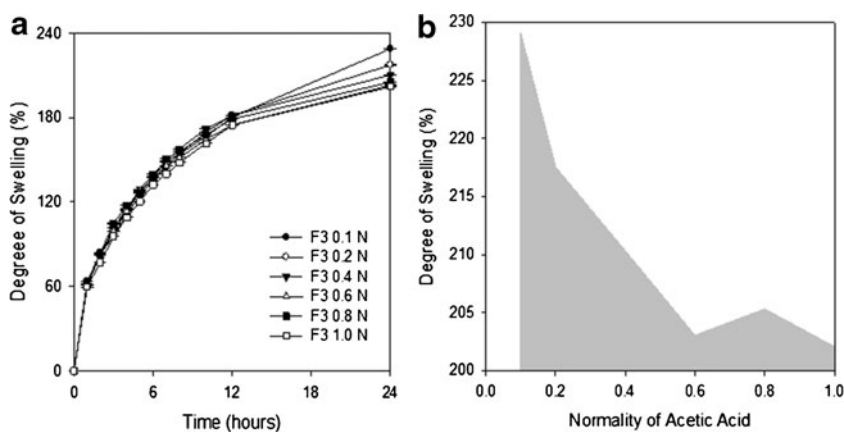 a
240
180
120
60
0
Degreee of Swelling (%)
F3 0.1 N
F3 0.2 N
F3 0.4 N
F3 0.6 N
F3 0.8 N
F3 1.0 N
0 6 12 18 24
Time (hours)
b
230
225
220
215
210
205
200
Degree of Swelling (%)
0.0 0.2 0.4 0.6 0.8 1.0
Normality of Acetic Acid